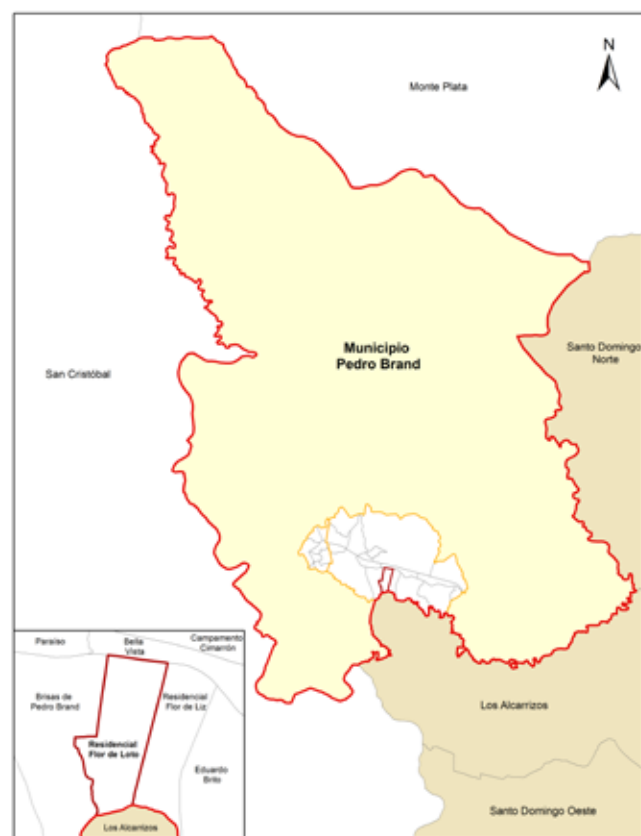 N
Monte Plata
Santo Domingo
Norte
Municipio
Pedro Brand
San Cristóbal
Los Alcarrizos
Santo Domingo Oeste
Paraíso
Bella
Vista
Campamento
Cimarrón
Brisas de
Pedro Brand
Residencial
Flor de Liz
Residencial
Flor de Loto
Eduardo
Brito
Los Alcarrizos